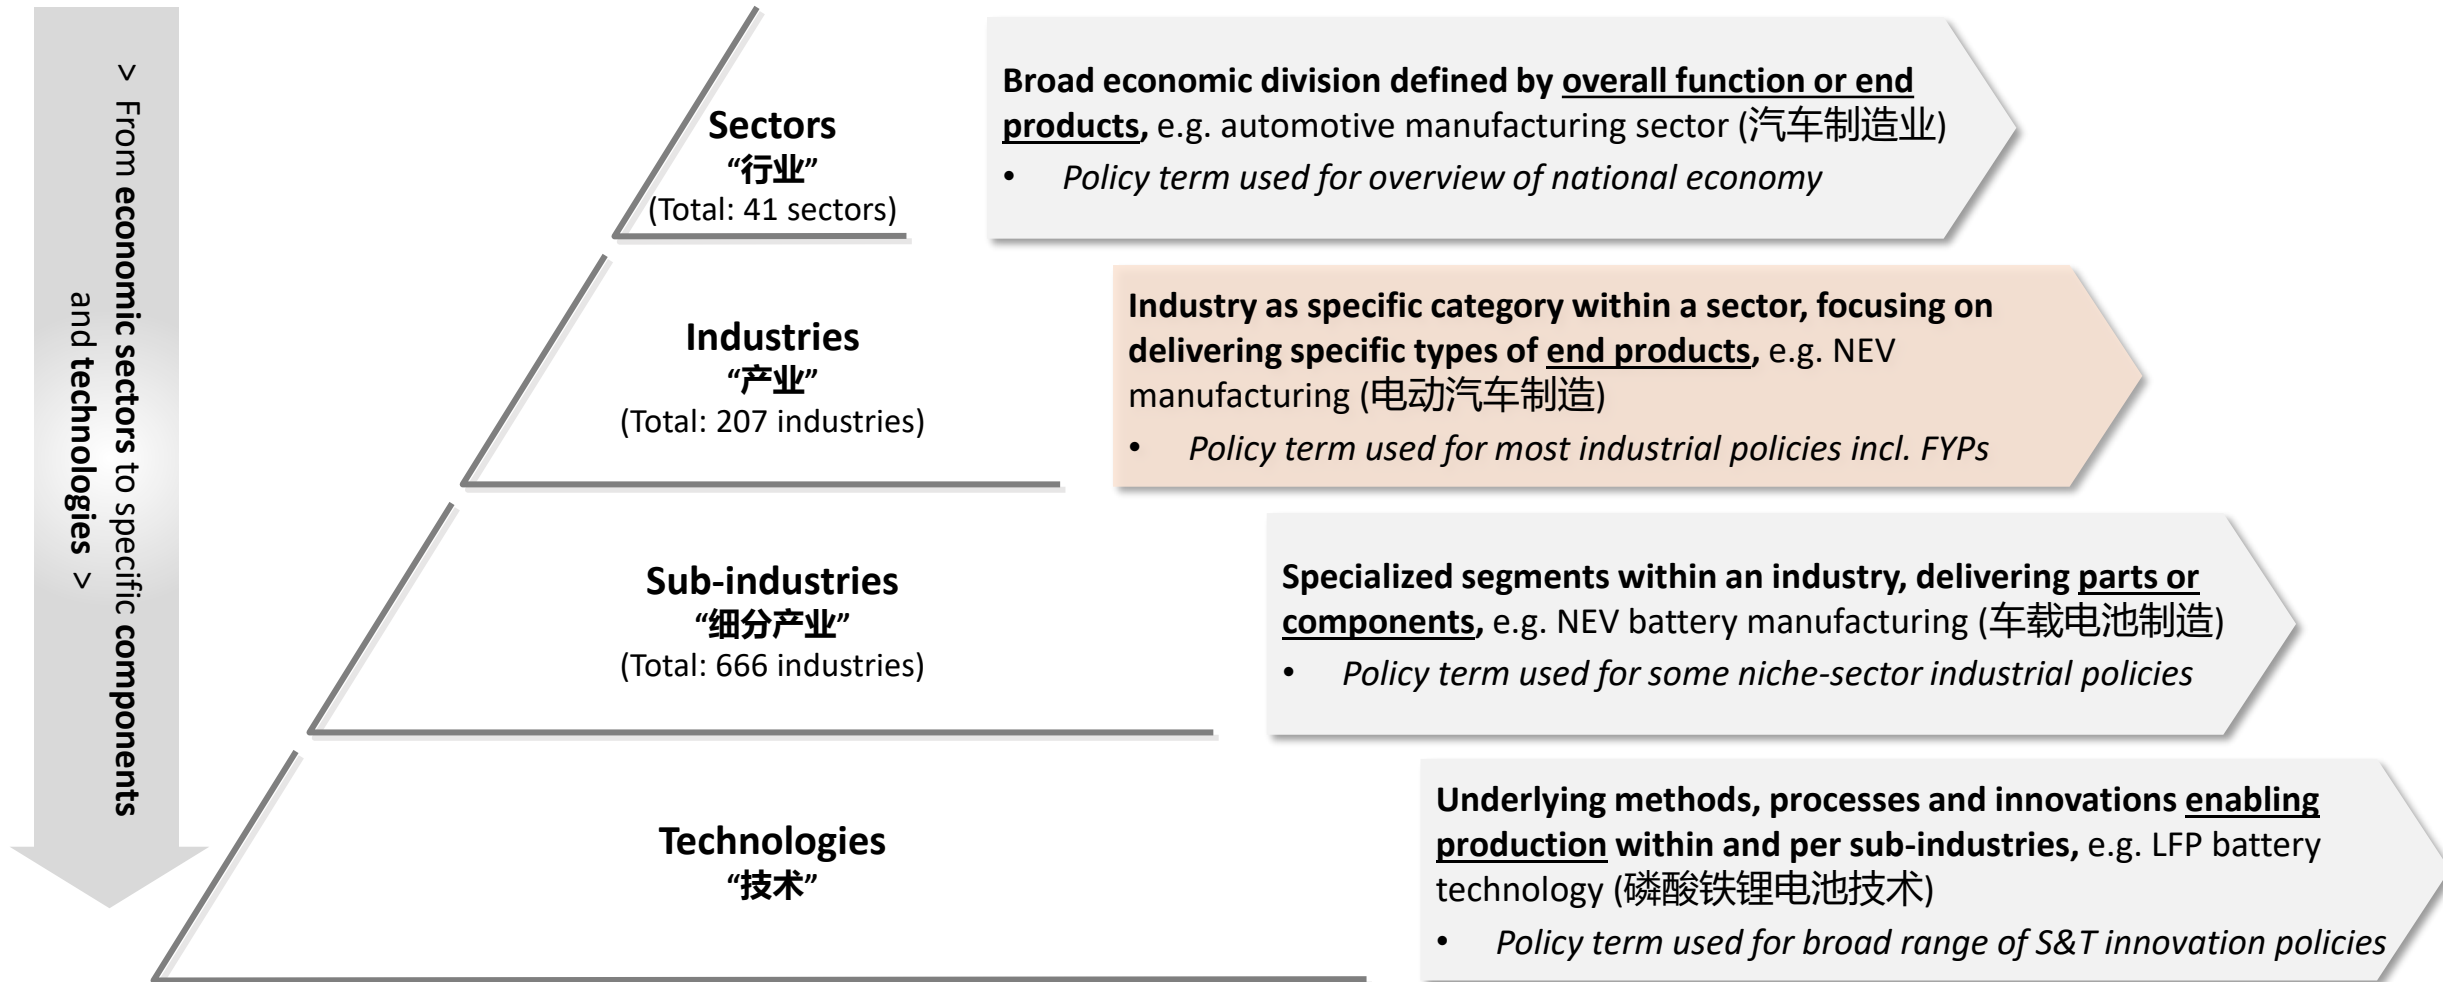 > From economic sectors to specific components
and technologies >
Sectors
“行业”
(Total: 41 sectors)
Broad economic division defined by overall function or end
products, e.g. automotive manufacturing sector (汽车制造业)
• Policy term used for overview of national economy
Industries
“产业”
(Total: 207 industries)
Industry as specific category within a sector, focusing on
delivering specific types of end products, e.g. NEV
manufacturing (电动汽车制造)
• Policy term used for most industrial policies incl. FYPs
Sub-industries
“细分产业”
(Total: 666 industries)
Specialized segments within an industry, delivering parts or
components, e.g. NEV battery manufacturing (车载电池制造)
• Policy term used for some niche-sector industrial policies
Technologies
“技术”
Underlying methods, processes and innovations enabling
production within and per sub-industries, e.g. LFP battery
technology (磷酸铁锂电池技术)
• Policy term used for broad range of S&T innovation policies